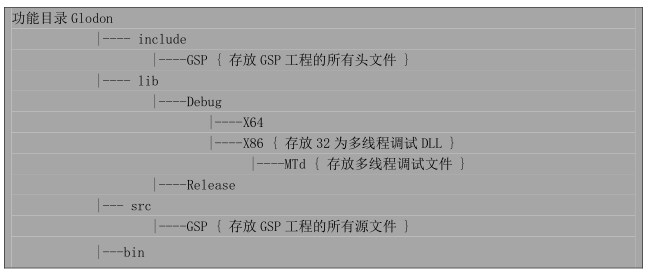 功能目录 Glodon
|---- include
|----GSP { 存放 GSP 工程的所有头文件 }
|---- lib
|----Debug
|----X64
|----X86 { 存放 32 为多线程调试 DLL }
|----MTd { 存放多线程调试文件 }
|----Release
|--- src
|----GSP { 存放 GSP 工程的所有源文件 }
|---bin